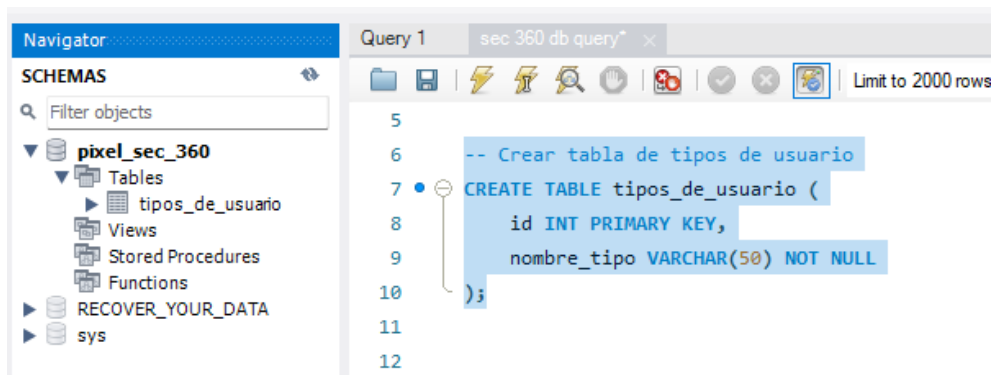 Navigator
SCHEMAS
Filter objects
pixel_sec_360
Tables
tipos_de_usuario
Views
Stored Procedures
Functions
RECOVER_YOUR_DATA
sys
Query 1
sec 360 db query*
Limit to 2000 rows
5
6 -- Crear tabla de tipos de usuario
7 CREATE TABLE tipos_de_usuario (
8 id INT PRIMARY KEY,
9 nombre_tipo VARCHAR(50) NOT NULL
10 );
11
12